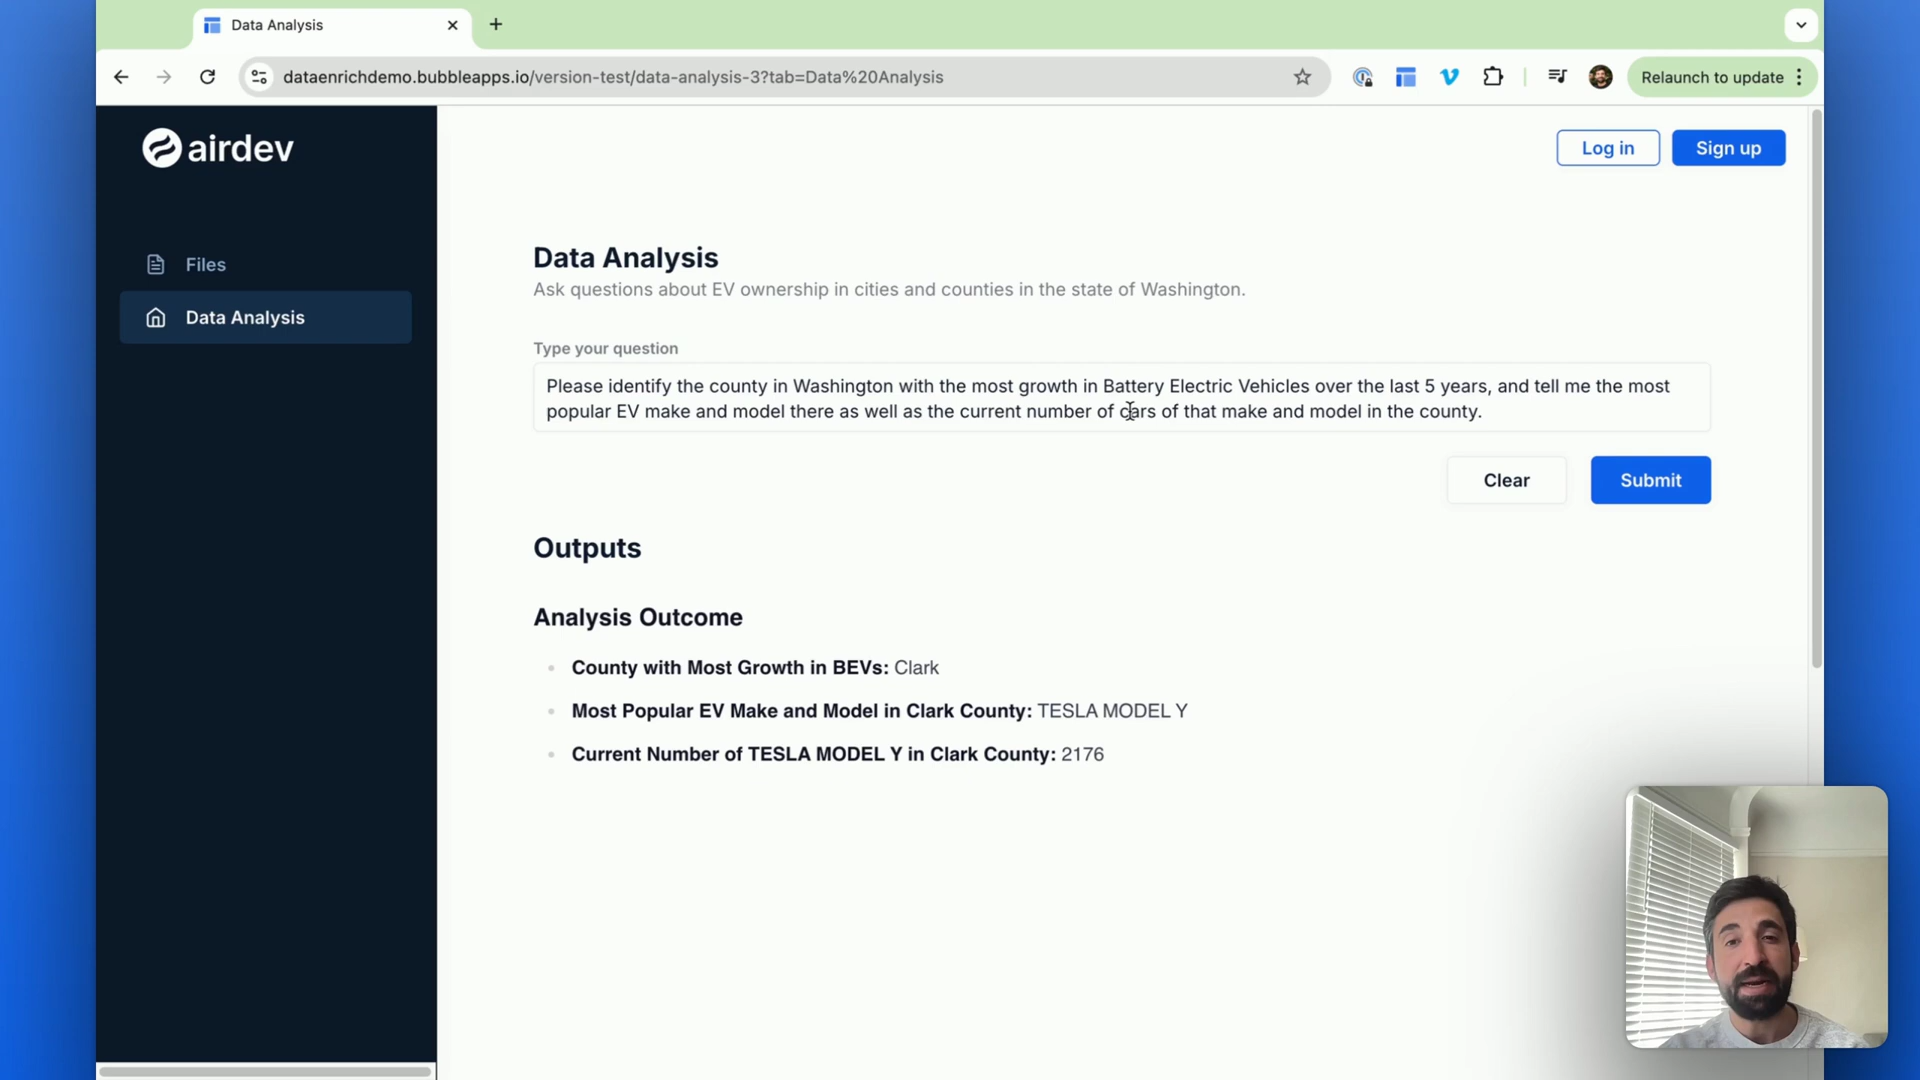 Data Analysis
dataenrichdemo.bubbleapps.io/version-test/data-analysis-3?tab=Data%20Analysis
Relaunch to update
airdev
Log in
Sign up
Files
Data Analysis
Data Analysis
Ask questions about EV ownership in cities and counties in the state of Washington.
Type your question
Please identify the county in Washington with the most growth in Battery Electric Vehicles over the last 5 years, and tell me the most
popular EV make and model there as well as the current number of cars of that make and model in the county.
Clear
Submit
Outputs
Analysis Outcome
County with Most Growth in BEVs: Clark
Most Popular EV Make and Model in Clark County: TESLA MODEL Y
Current Number of TESLA MODEL Y in Clark County: 2176